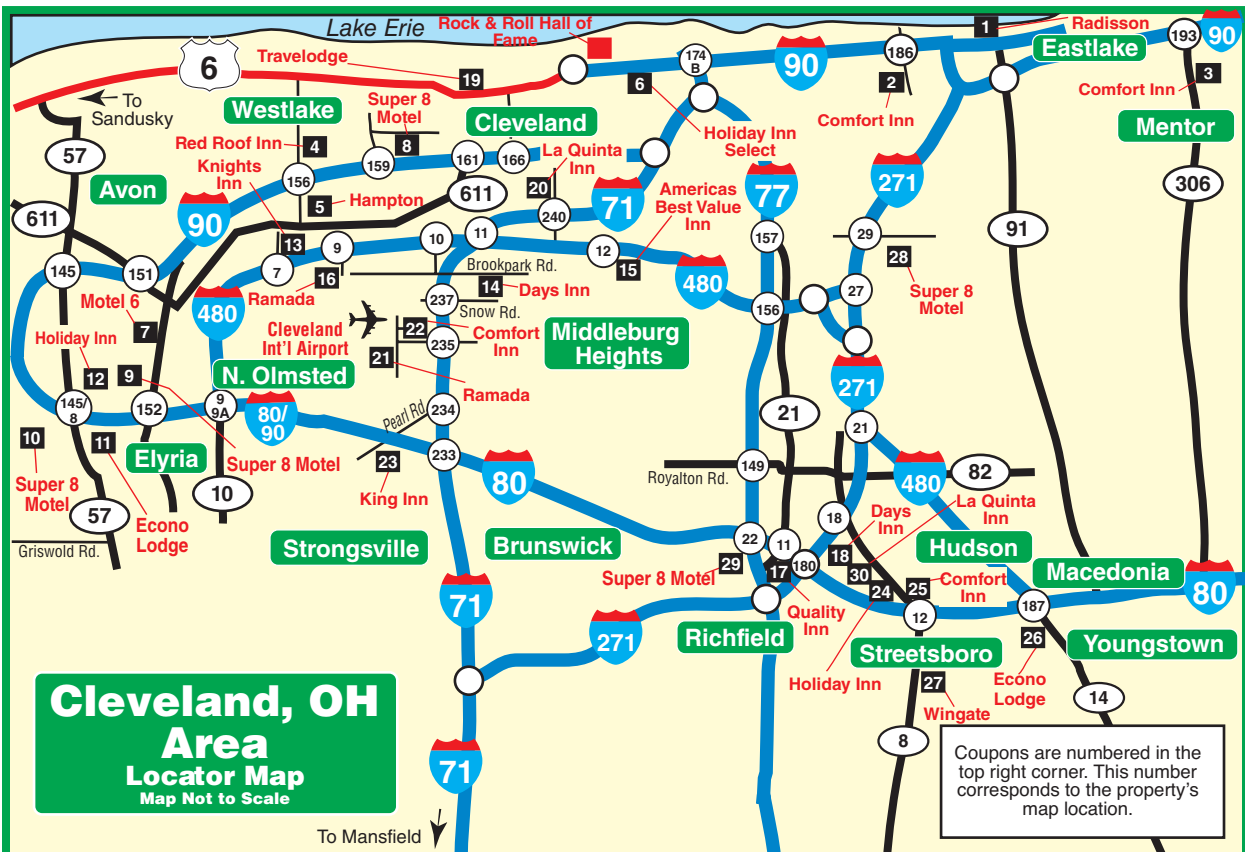 Lake Erie
Rock & Roll Hall of
Fame
1
Radisson
193
90
Eastlake
6
Travelodge
19
174
B
90
186
2
6
3
Comfort Inn
To
Sandusky
Westlake
Super 8
Motel
8
Cleveland
Comfort Inn
Holiday Inn
Select
Mentor
57
Red Roof Inn
4
Knights
Inn
159
161
166
La Quinta
Inn
20
Avon
156
611
5
Hampton
71
Americas
Best Value
Inn
77
271
306
611
90
13
9
10
11
240
12
15
157
29
91
28
145
151
7
16
Ramada
Brookpark Rd.
14
Days Inn
480
Super 8
Motel
27
156
Motel 6
7
480
237
Snow Rd.
Cleveland
Int'l Airport
22
Comfort
Inn
235
21
Middleburg
Heights
Holiday Inn
12
9
N. Olmsted
Ramada
271
145/
8
152
9
9A
80/
90
Pearl Rd.
234
21
21
10
11
Elyria
Super 8 Motel
233
23
King Inn
80
149
Royalton Rd.
82
480
Super 8
Motel
57
Econo
Lodge
10
Griswold Rd.
La Quinta
Inn
Days
Inn
18
18
Strongsville
Brunswick
22
11
Hudson
Super 8 Motel
29
17
180
30
24
25
Comfort
Inn
Macedonia
80
71
271
Quality
Inn
12
187
Richfield
Streetsboro
26
Youngstown
Holiday Inn
27
Wingate
Econo
Lodge
14
8
71
Cleveland, OH
Area
Locator Map
Map Not to Scale
To Mansfield
Coupons are numbered in the
top right corner. This number
corresponds to the property's
map location.